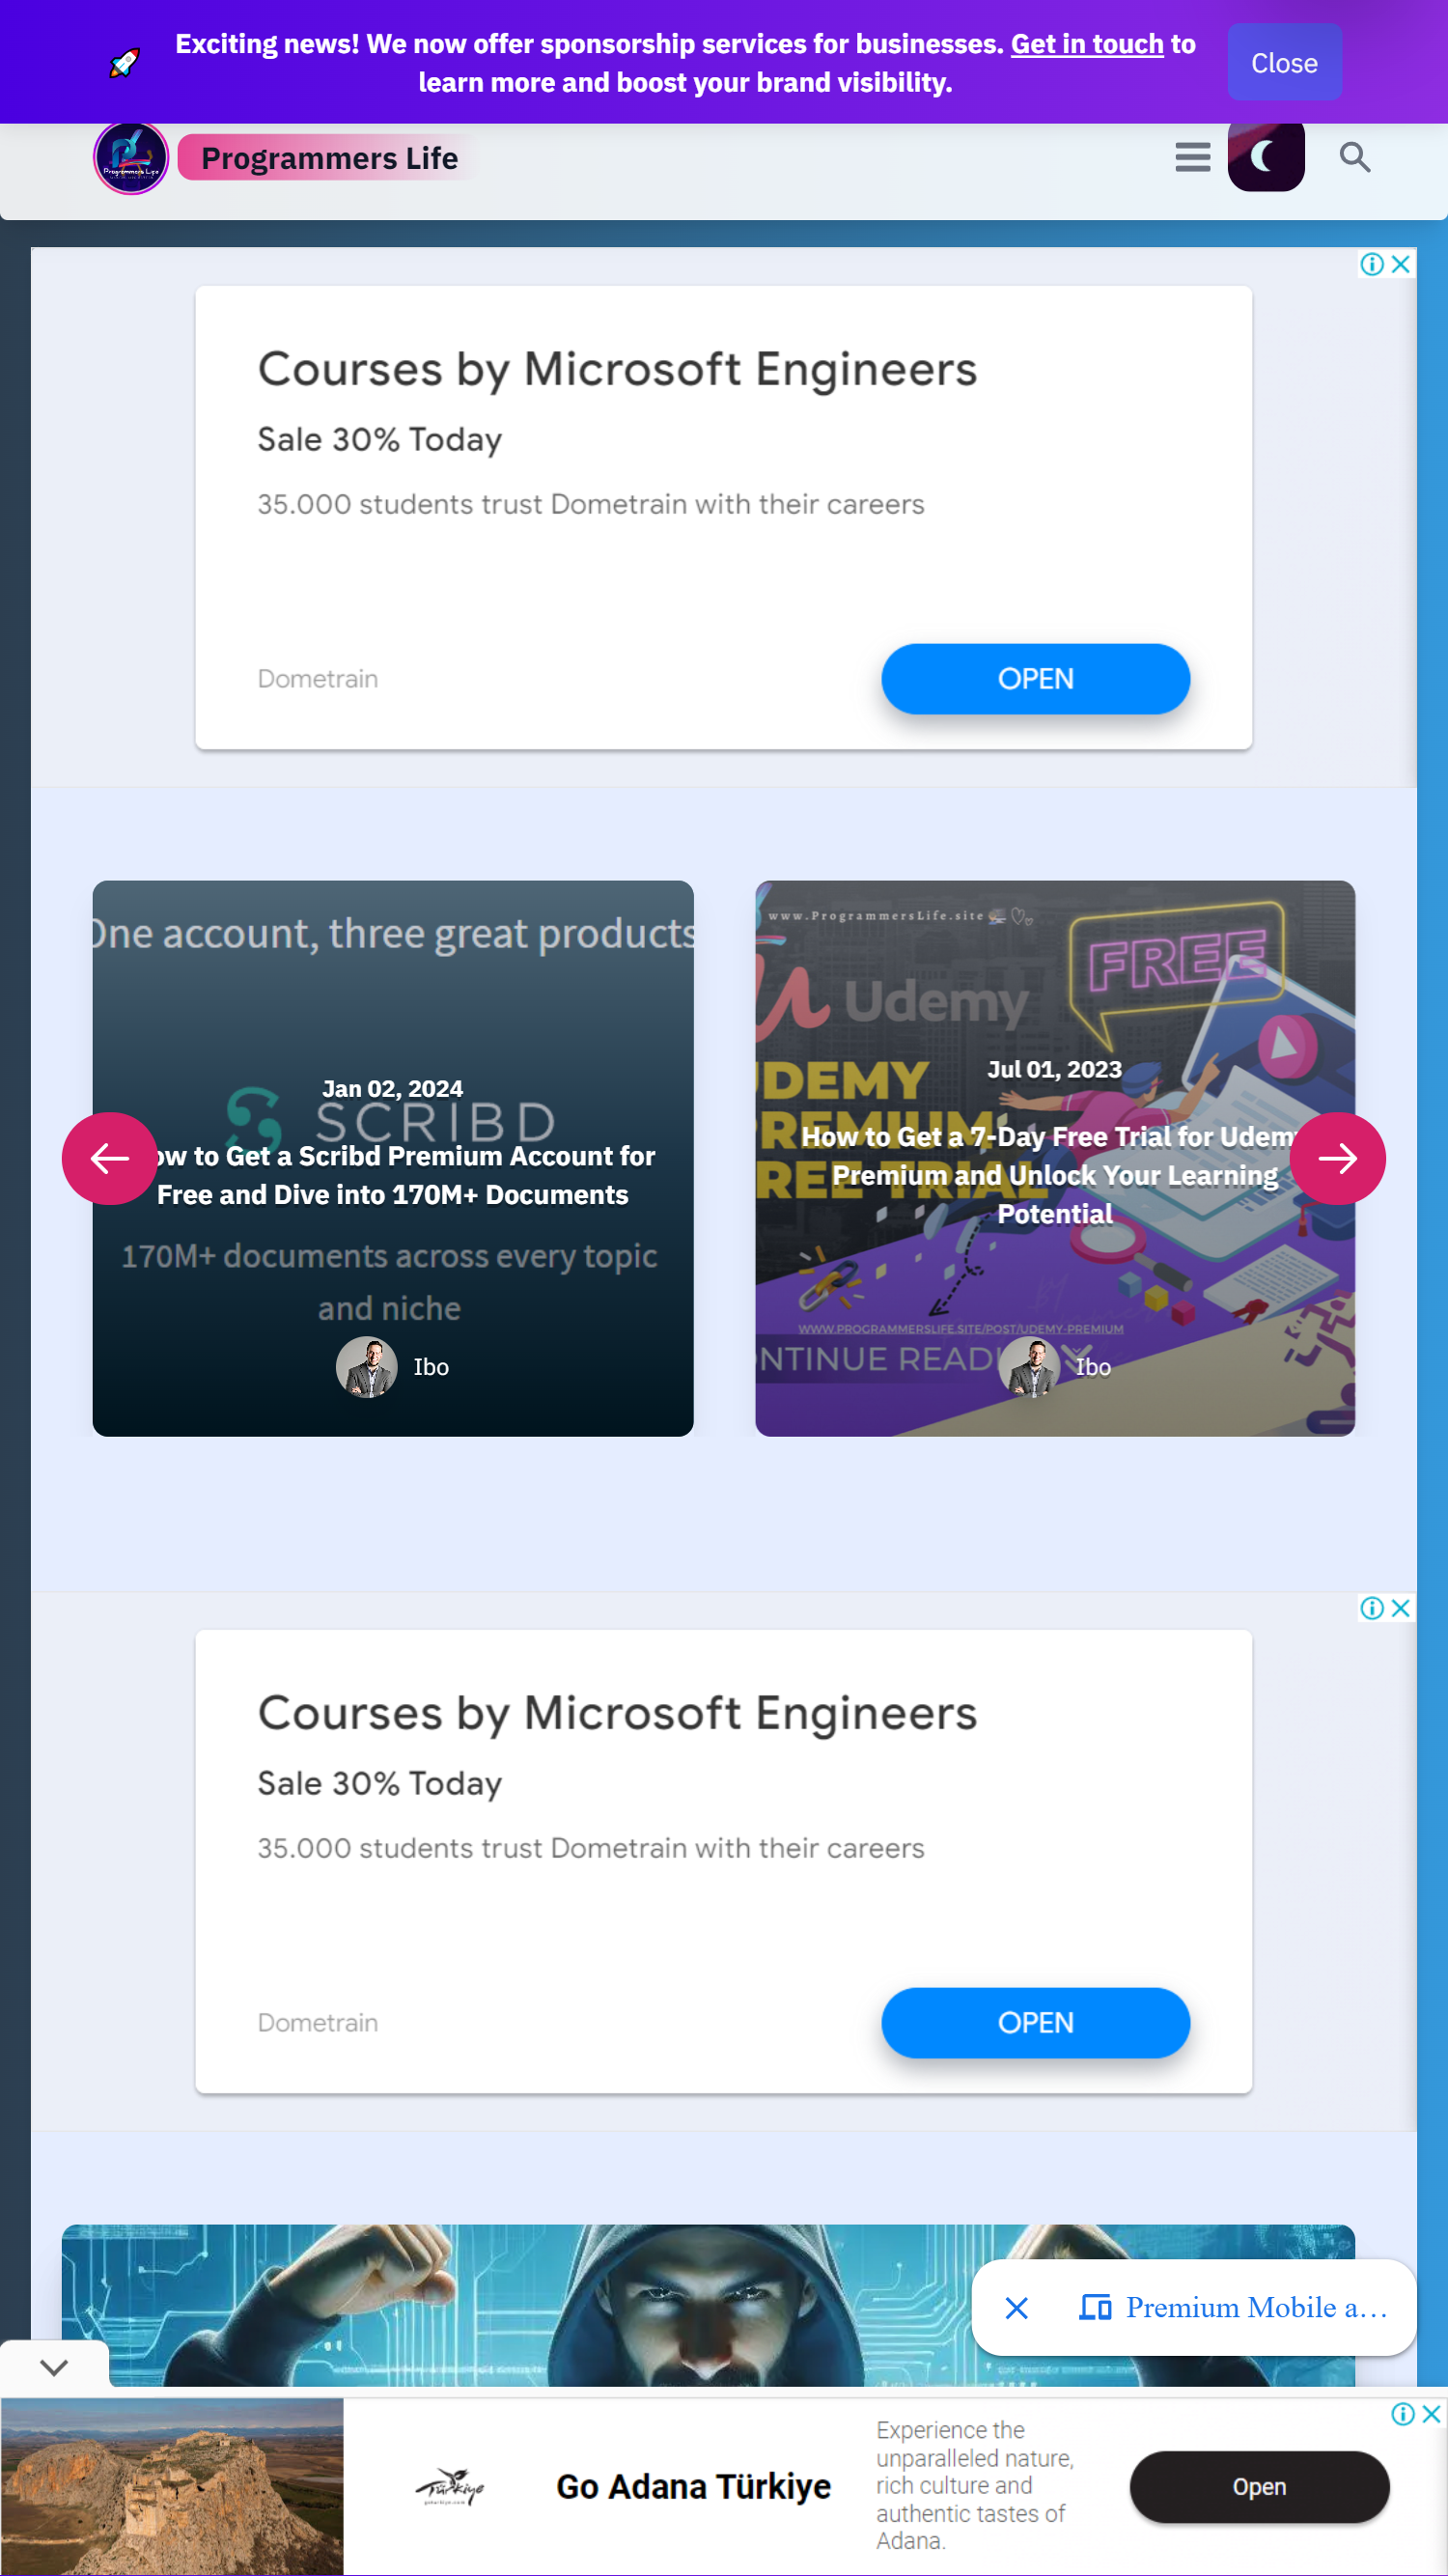 Exciting news! We now offer sponsorship services for businesses. Get in touch to
learn more and boost your brand visibility.
Close
Programmers Life
Programmers Life
Courses by Microsoft Engineers
Sale 30% Today
35.000 students trust Dometrain with their careers
Dometrain
OPEN
One account, three great products
Jan 02, 2024
SCRIBD
ow to Get a Scribd Premium Account for
Free and Dive into 170M+ Documents
170M+ documents across every topic
and niche
Ibo
www.ProgrammersLife.site
FREE
Udemy
Jul 01, 2023
UDEMY
PREMIUM
FREE TRIAL
How to Get a 7-Day Free Trial for Udemy
Premium and Unlock Your Learning
Potential
WWW.PROGRAMMERSLIFE.SITE/POST/UDEMY-PREMIUM
NTINUE READI
Ibo
Courses by Microsoft Engineers
Sale 30% Today
35.000 students trust Dometrain with their careers
Dometrain
OPEN
Premium Mobile a...
Türkiye
Go Adana Türkiye
Experience the
unparalleled nature,
rich culture and
authentic tastes of
Adana.
Open